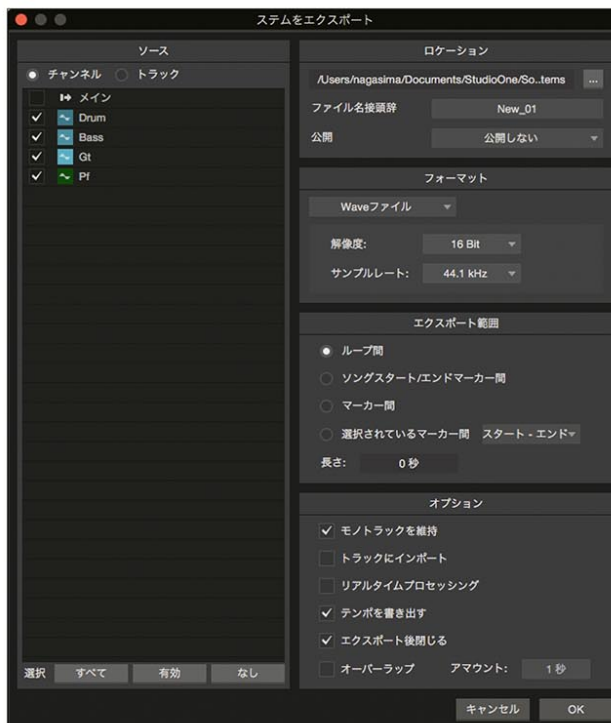 ステムをエクスポート
ソース
チャンネル トラック
メイン
Drum
Bass
Gt
Pf
選択 すべて 有効 なし
ロケーション
/Users/nagasima/Documents/StudioOne/So..tems ...
ファイル名接頭辞 New_01
公開 公開しない
フォーマット
Waveファイル
解像度: 16 Bit
サンプルレート: 44.1 kHz
エクスポート範囲
ループ間
ソングスタート/エンドマーカー間
マーカー間
選択されているマーカー間 スタート - エンド
長さ: 0 秒
オプション
モノトラックを維持
トラックにインポート
リアルタイムプロセッシング
テンポを書き出す
エクスポート後閉じる
オーバーラップ アマウント: 1 秒
キャンセル OK